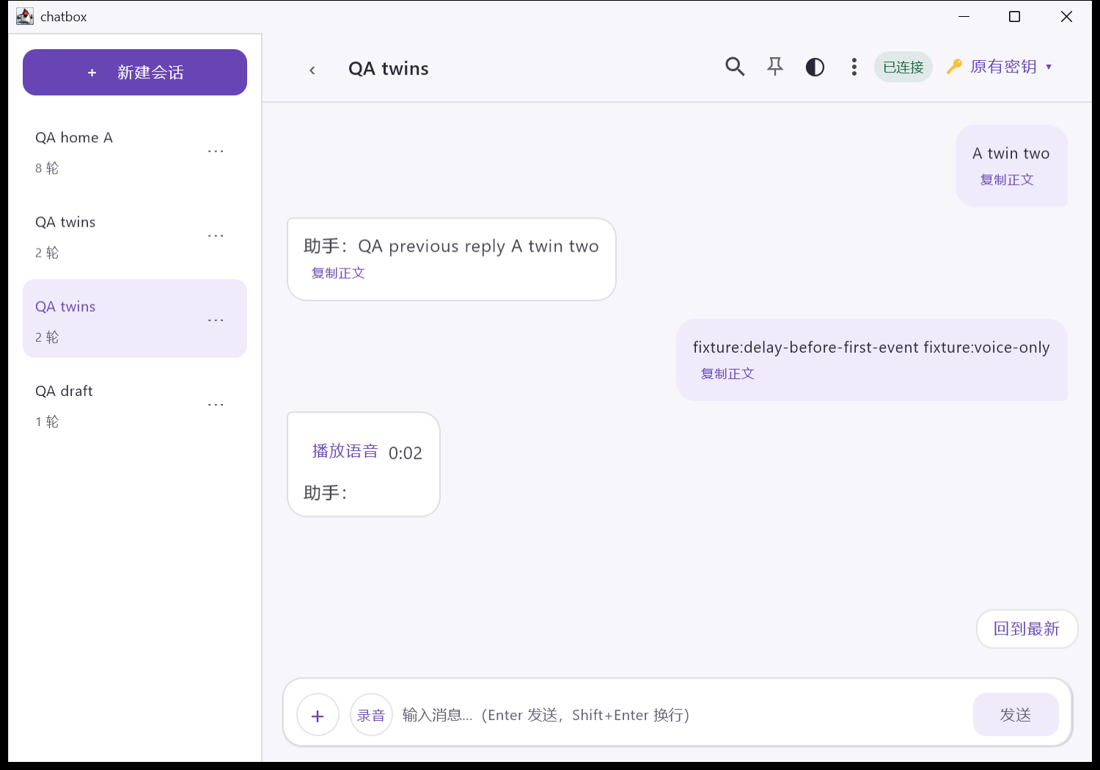 chatbox
+ 新建会话
QA home A
...
8 轮
QA twins
...
2 轮
QA twins
...
2 轮
QA draft
...
1 轮
‹ QA twins
已连接
原有密钥 ▾
A twin two
复制正文
助手：QA previous reply A twin two
复制正文
fixture:delay-before-first-event fixture:voice-only
复制正文
播放语音 0:02
助手：
回到最新
+ 录音 输入消息...（Enter 发送，Shift+Enter 换行） 发送